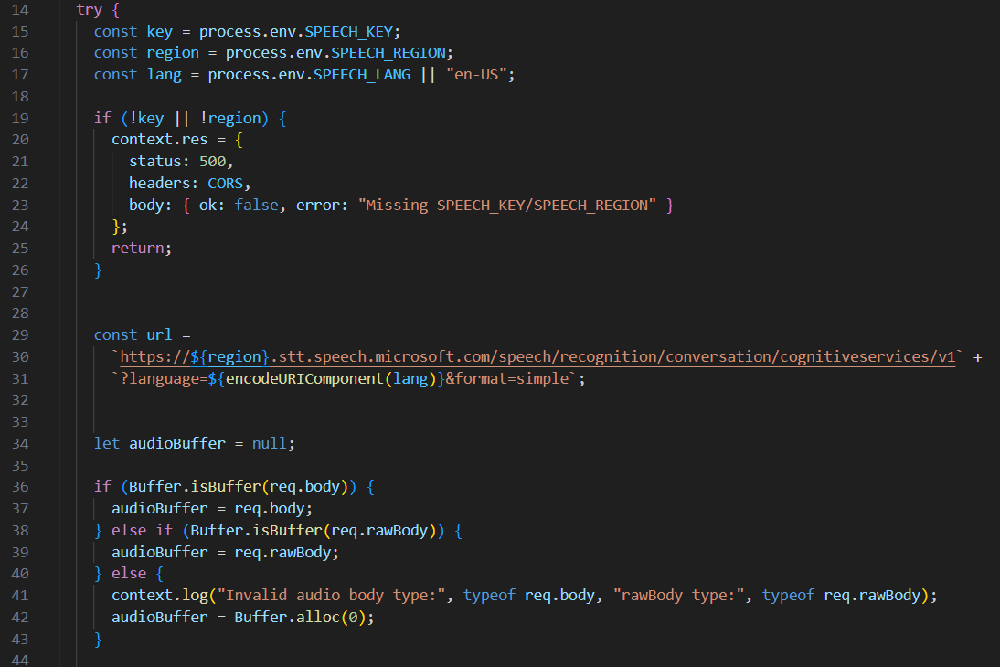 14 try {
15 const key = process.env.SPEECH_KEY;
16 const region = process.env.SPEECH_REGION;
17 const lang = process.env.SPEECH_LANG || "en-US";
18
19 if (!key || !region) {
20 context.res = {
21 status: 500,
22 headers: CORS,
23 body: { ok: false, error: "Missing SPEECH_KEY/SPEECH_REGION" }
24 };
25 return;
26 }
27
28
29 const url =
30 `https://${region}.stt.speech.microsoft.com/speech/recognition/conversation/cognitiveservices/v1` +
31 `?language=${encodeURIComponent(lang)}&format=simple`;
32
33
34 let audioBuffer = null;
35
36 if (Buffer.isBuffer(req.body)) {
37 audioBuffer = req.body;
38 } else if (Buffer.isBuffer(req.rawBody)) {
39 audioBuffer = req.rawBody;
40 } else {
41 context.log("Invalid audio body type:", typeof req.body, "rawBody type:", typeof req.rawBody);
42 audioBuffer = Buffer.alloc(0);
43 }
44